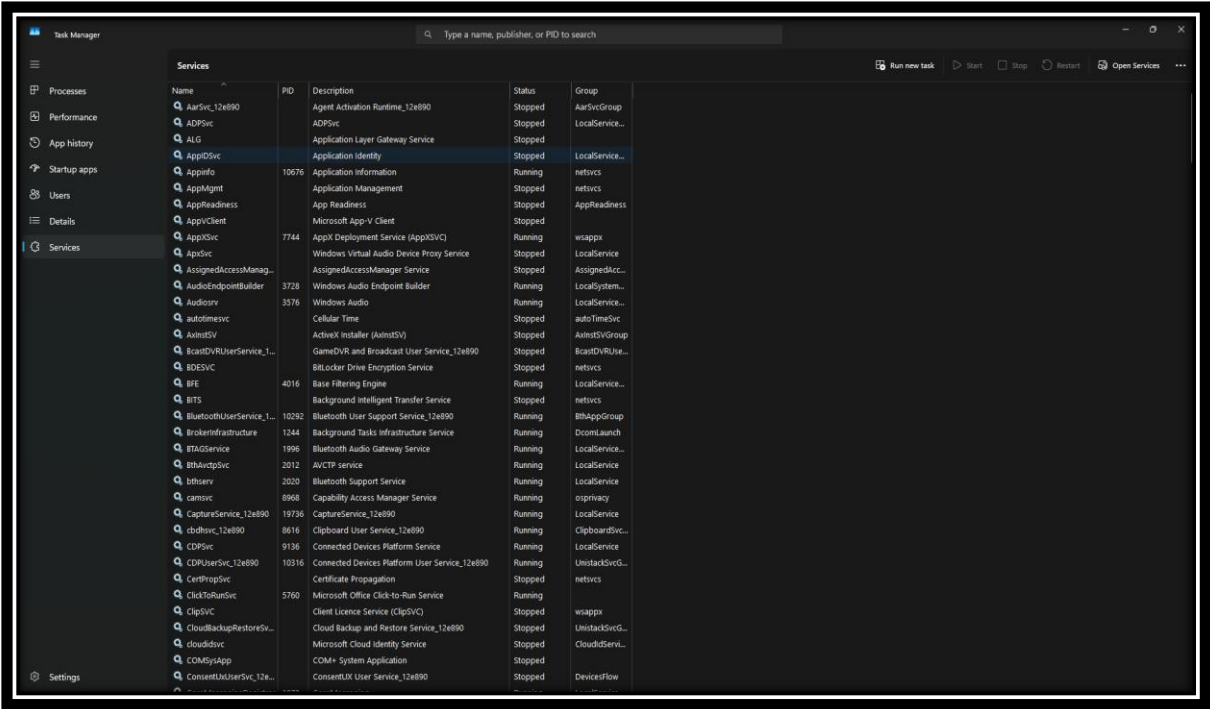 Task Manager
Type a name, publisher, or PID to search
Services
Run new task Start Stop Restart Open Services
Processes
Performance
App history
Startup apps
Users
Details
Services
Settings
Name PID Description Status Group
AarSvc_12e890 Agent Activation Runtime_12e890 Stopped AarSvcGroup
ADPSvc ADPSvc Stopped LocalService...
ALG Application Layer Gateway Service Stopped
AppIDSvc Application Identity Stopped LocalService...
Appinfo 10676 Application Information Running netsvcs
AppMgmt Application Management Stopped netsvcs
AppReadiness App Readiness Stopped AppReadiness
AppVClient Microsoft App-V Client Stopped
AppXSvc 7744 AppX Deployment Service (AppXSVC) Running wsappx
ApxSvc Windows Virtual Audio Device Proxy Service Stopped LocalService
AssignedAccessManag... AssignedAccessManager Service Stopped AssignedAcc...
AudioEndpointBuilder 3728 Windows Audio Endpoint Builder Running LocalSystem...
Audiosrv 3576 Windows Audio Running LocalService...
autotimesvc Cellular Time Stopped autoTimeSvc
AxInstSV ActiveX Installer (AxInstSV) Stopped AxInstSVGroup
BcastDVRUserService_1... GameDVR and Broadcast User Service_12e890 Stopped BcastDVRUse...
BDESVC BitLocker Drive Encryption Service Stopped netsvcs
BFE 4016 Base Filtering Engine Running LocalService...
BITS Background Intelligent Transfer Service Stopped netsvcs
BluetoothUserService_1... 10292 Bluetooth User Support Service_12e890 Running BthAppGroup
BrokerInfrastructure 1244 Background Tasks Infrastructure Service Running DcomLaunch
BTAGService 1996 Bluetooth Audio Gateway Service Running LocalService...
BthAvctpSvc 2012 AVCTP service Running LocalService
bthserv 2020 Bluetooth Support Service Running LocalService
camsvc 8968 Capability Access Manager Service Running osprivacy
CaptureService_12e890 19736 CaptureService_12e890 Running LocalService
cbdhsvc_12e890 8616 Clipboard User Service_12e890 Running ClipboardSvc...
CDPSvc 9136 Connected Devices Platform Service Running LocalService
CDPUserSvc_12e890 10316 Connected Devices Platform User Service_12e890 Running UnistackSvcG...
CertPropSvc Certificate Propagation Stopped netsvcs
ClickToRunSvc 5760 Microsoft Office Click-to-Run Service Running
ClipSVC Client Licence Service (ClipSVC) Stopped wsappx
CloudBackupRestoreSv... Cloud Backup and Restore Service_12e890 Stopped UnistackSvcG...
cloudidsvc Microsoft Cloud Identity Service Stopped CloudIdServi...
COMSysApp COM+ System Application Stopped
ConsentUxUserSvc_12e... ConsentUX User Service_12e890 Stopped DevicesFlow